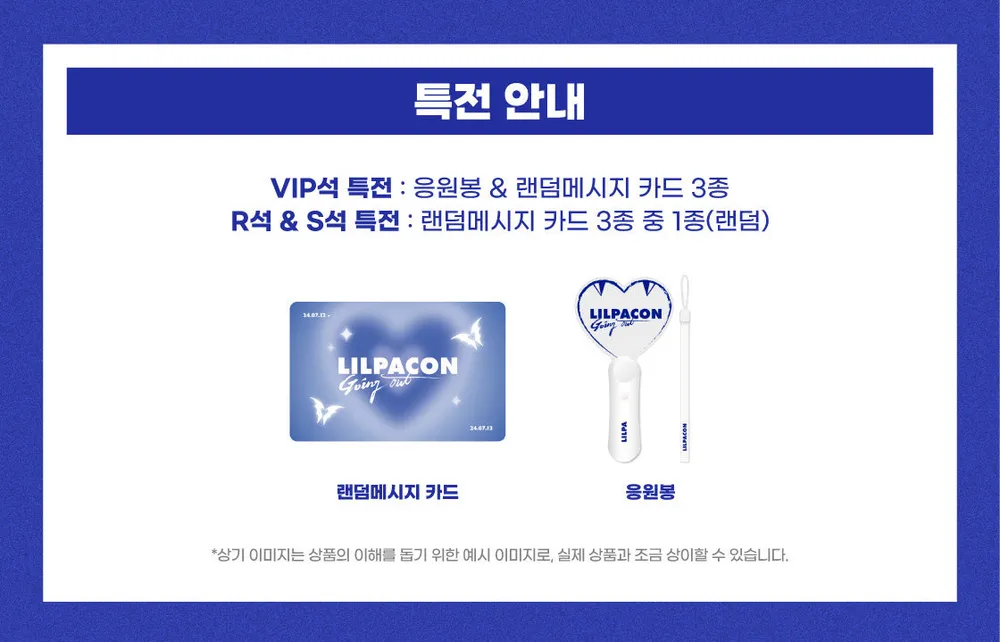 특전 안내
VIP석 특전 : 응원봉 & 랜덤메시지 카드 3종
R석 & S석 특전 : 랜덤메시지 카드 3종 중 1종(랜덤)
24.07.13 -
LILPACON
Going out
24.07.13
LILPACON
Going out
LILPA
LILPACON
랜덤메시지 카드
응원봉
*상기 이미지는 상품의 이해를 돕기 위한 예시 이미지로, 실제 상품과 조금 상이할 수 있습니다.